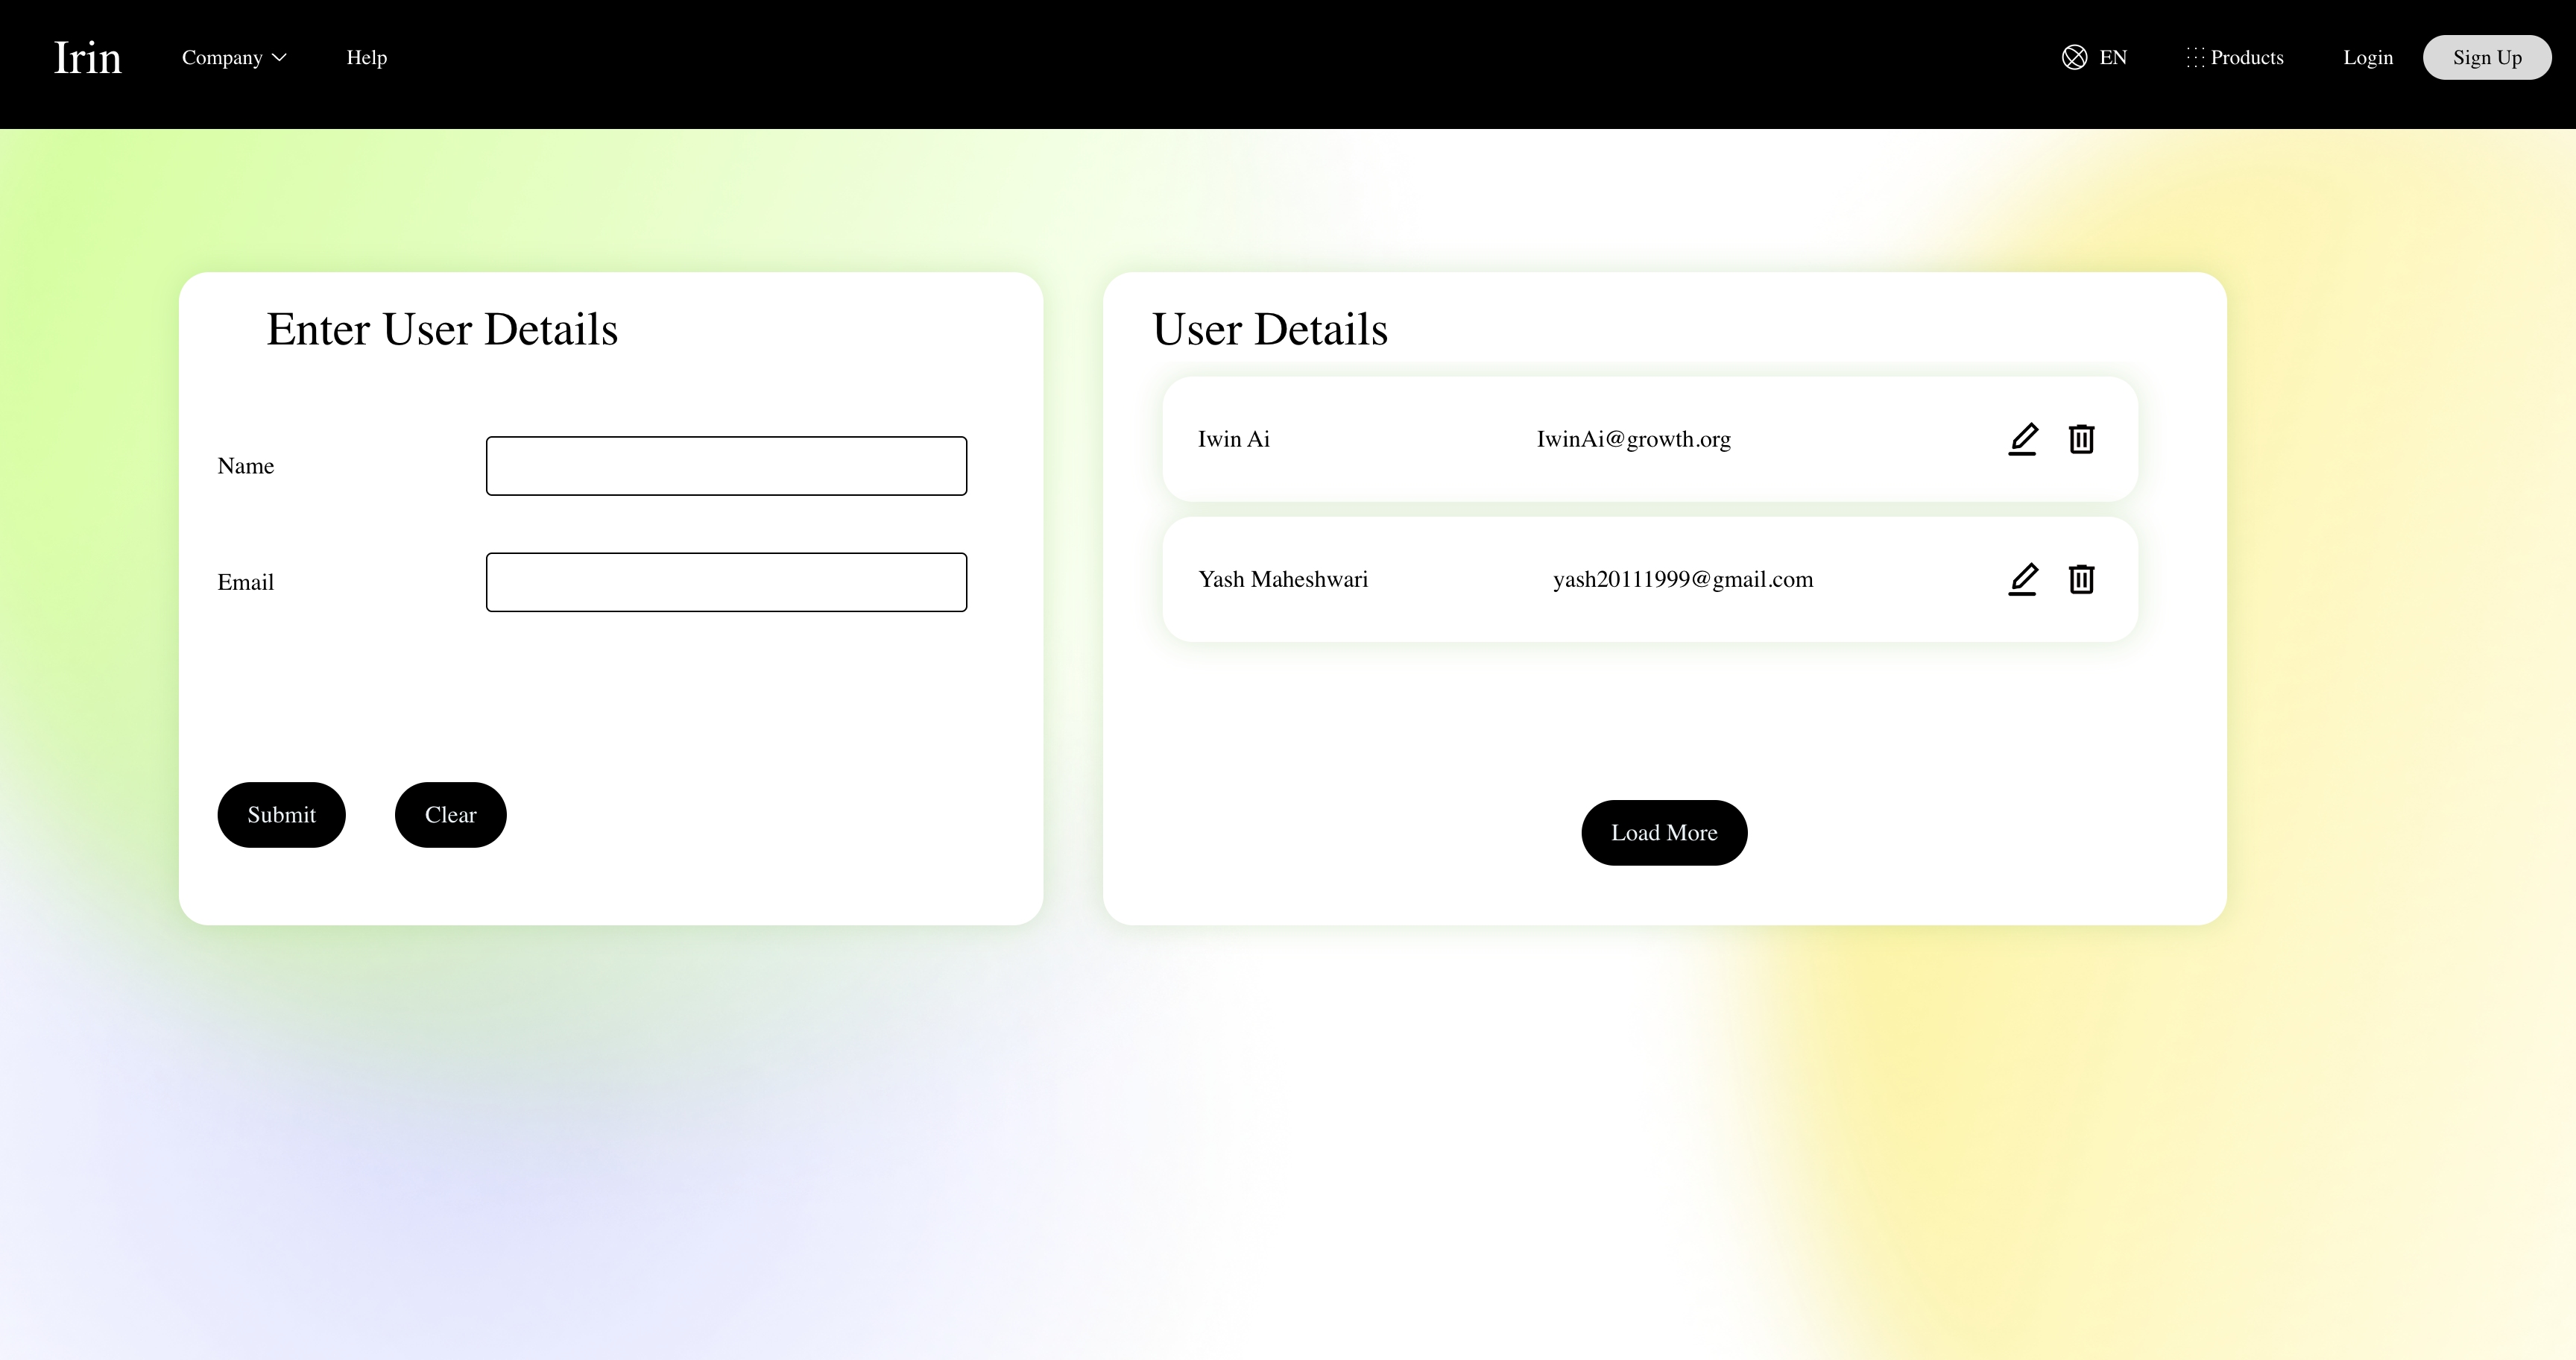 Irin Company Help EN Products Login Sign Up
Enter User Details
Name
Email
Submit Clear
User Details
Iwin Ai IwinAi@growth.org
Yash Maheshwari yash20111999@gmail.com
Load More